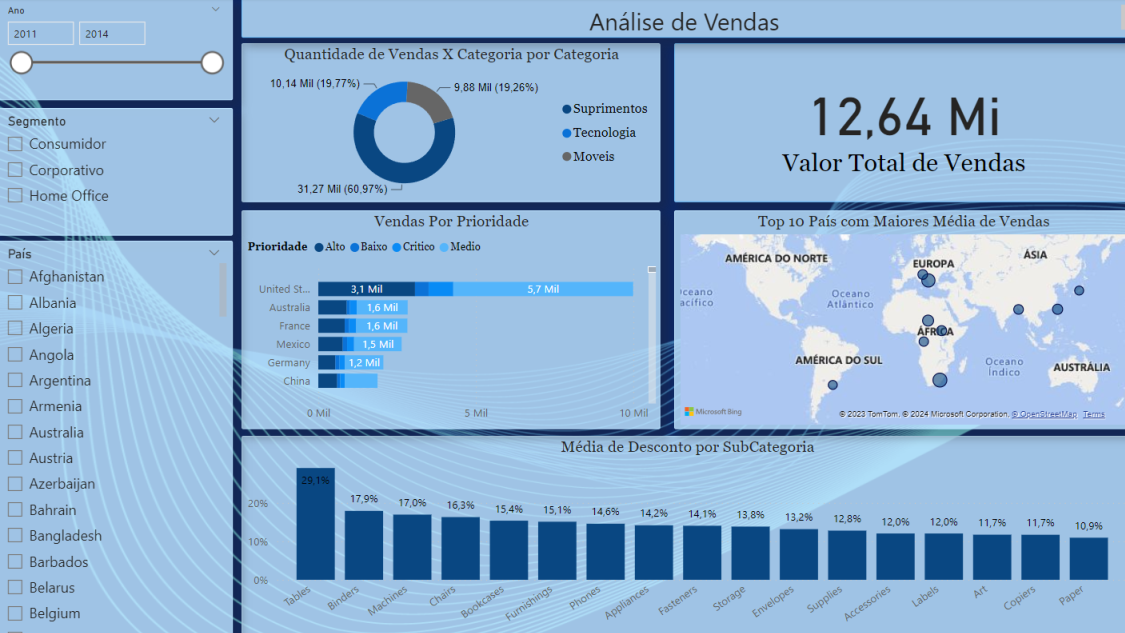 Ano
2011 2014
Segmento
Consumidor
Corporativo
Home Office
País
Afghanistan
Albania
Algeria
Angola
Argentina
Armenia
Australia
Austria
Azerbaijan
Bahrain
Bangladesh
Barbados
Belarus
Belgium
Análise de Vendas
Quantidade de Vendas X Categoria por Categoria
10,14 Mil (19,77%)
9,88 Mil (19,26%)
31,27 Mil (60,97%)
Suprimentos
Tecnologia
Moveis
12,64 Mi
Valor Total de Vendas
Vendas Por Prioridade
Prioridade Alto Baixo Critico Medio
United St... 3,1 Mil 5,7 Mil
Australia 1,6 Mil
France 1,6 Mil
Mexico 1,5 Mil
Germany 1,2 Mil
China
0 Mil 5 Mil 10 Mil
Top 10 País com Maiores Média de Vendas
AMÉRICA DO NORTE
EUROPA
ÁSIA
ceano
acífico
Oceano
Atlântico
ÁFRICA
AMÉRICA DO SUL
Oceano
Índico
AUSTRÁLIA
Microsoft Bing
© 2023 TomTom, © 2024 Microsoft Corporation, © OpenStreetMap Terms
Média de Desconto por SubCategoria
20%
10%
0%
29,1% 17,9% 17,0% 16,3% 15,4% 15,1% 14,6% 14,2% 14,1% 13,8% 13,2% 12,8% 12,0% 12,0% 11,7% 11,7% 10,9%
Tables Binders Machines Chairs Bookcases Furnishings Phones Appliances Fasteners Storage Envelopes Supplies Accessories Labels Art Copiers Paper